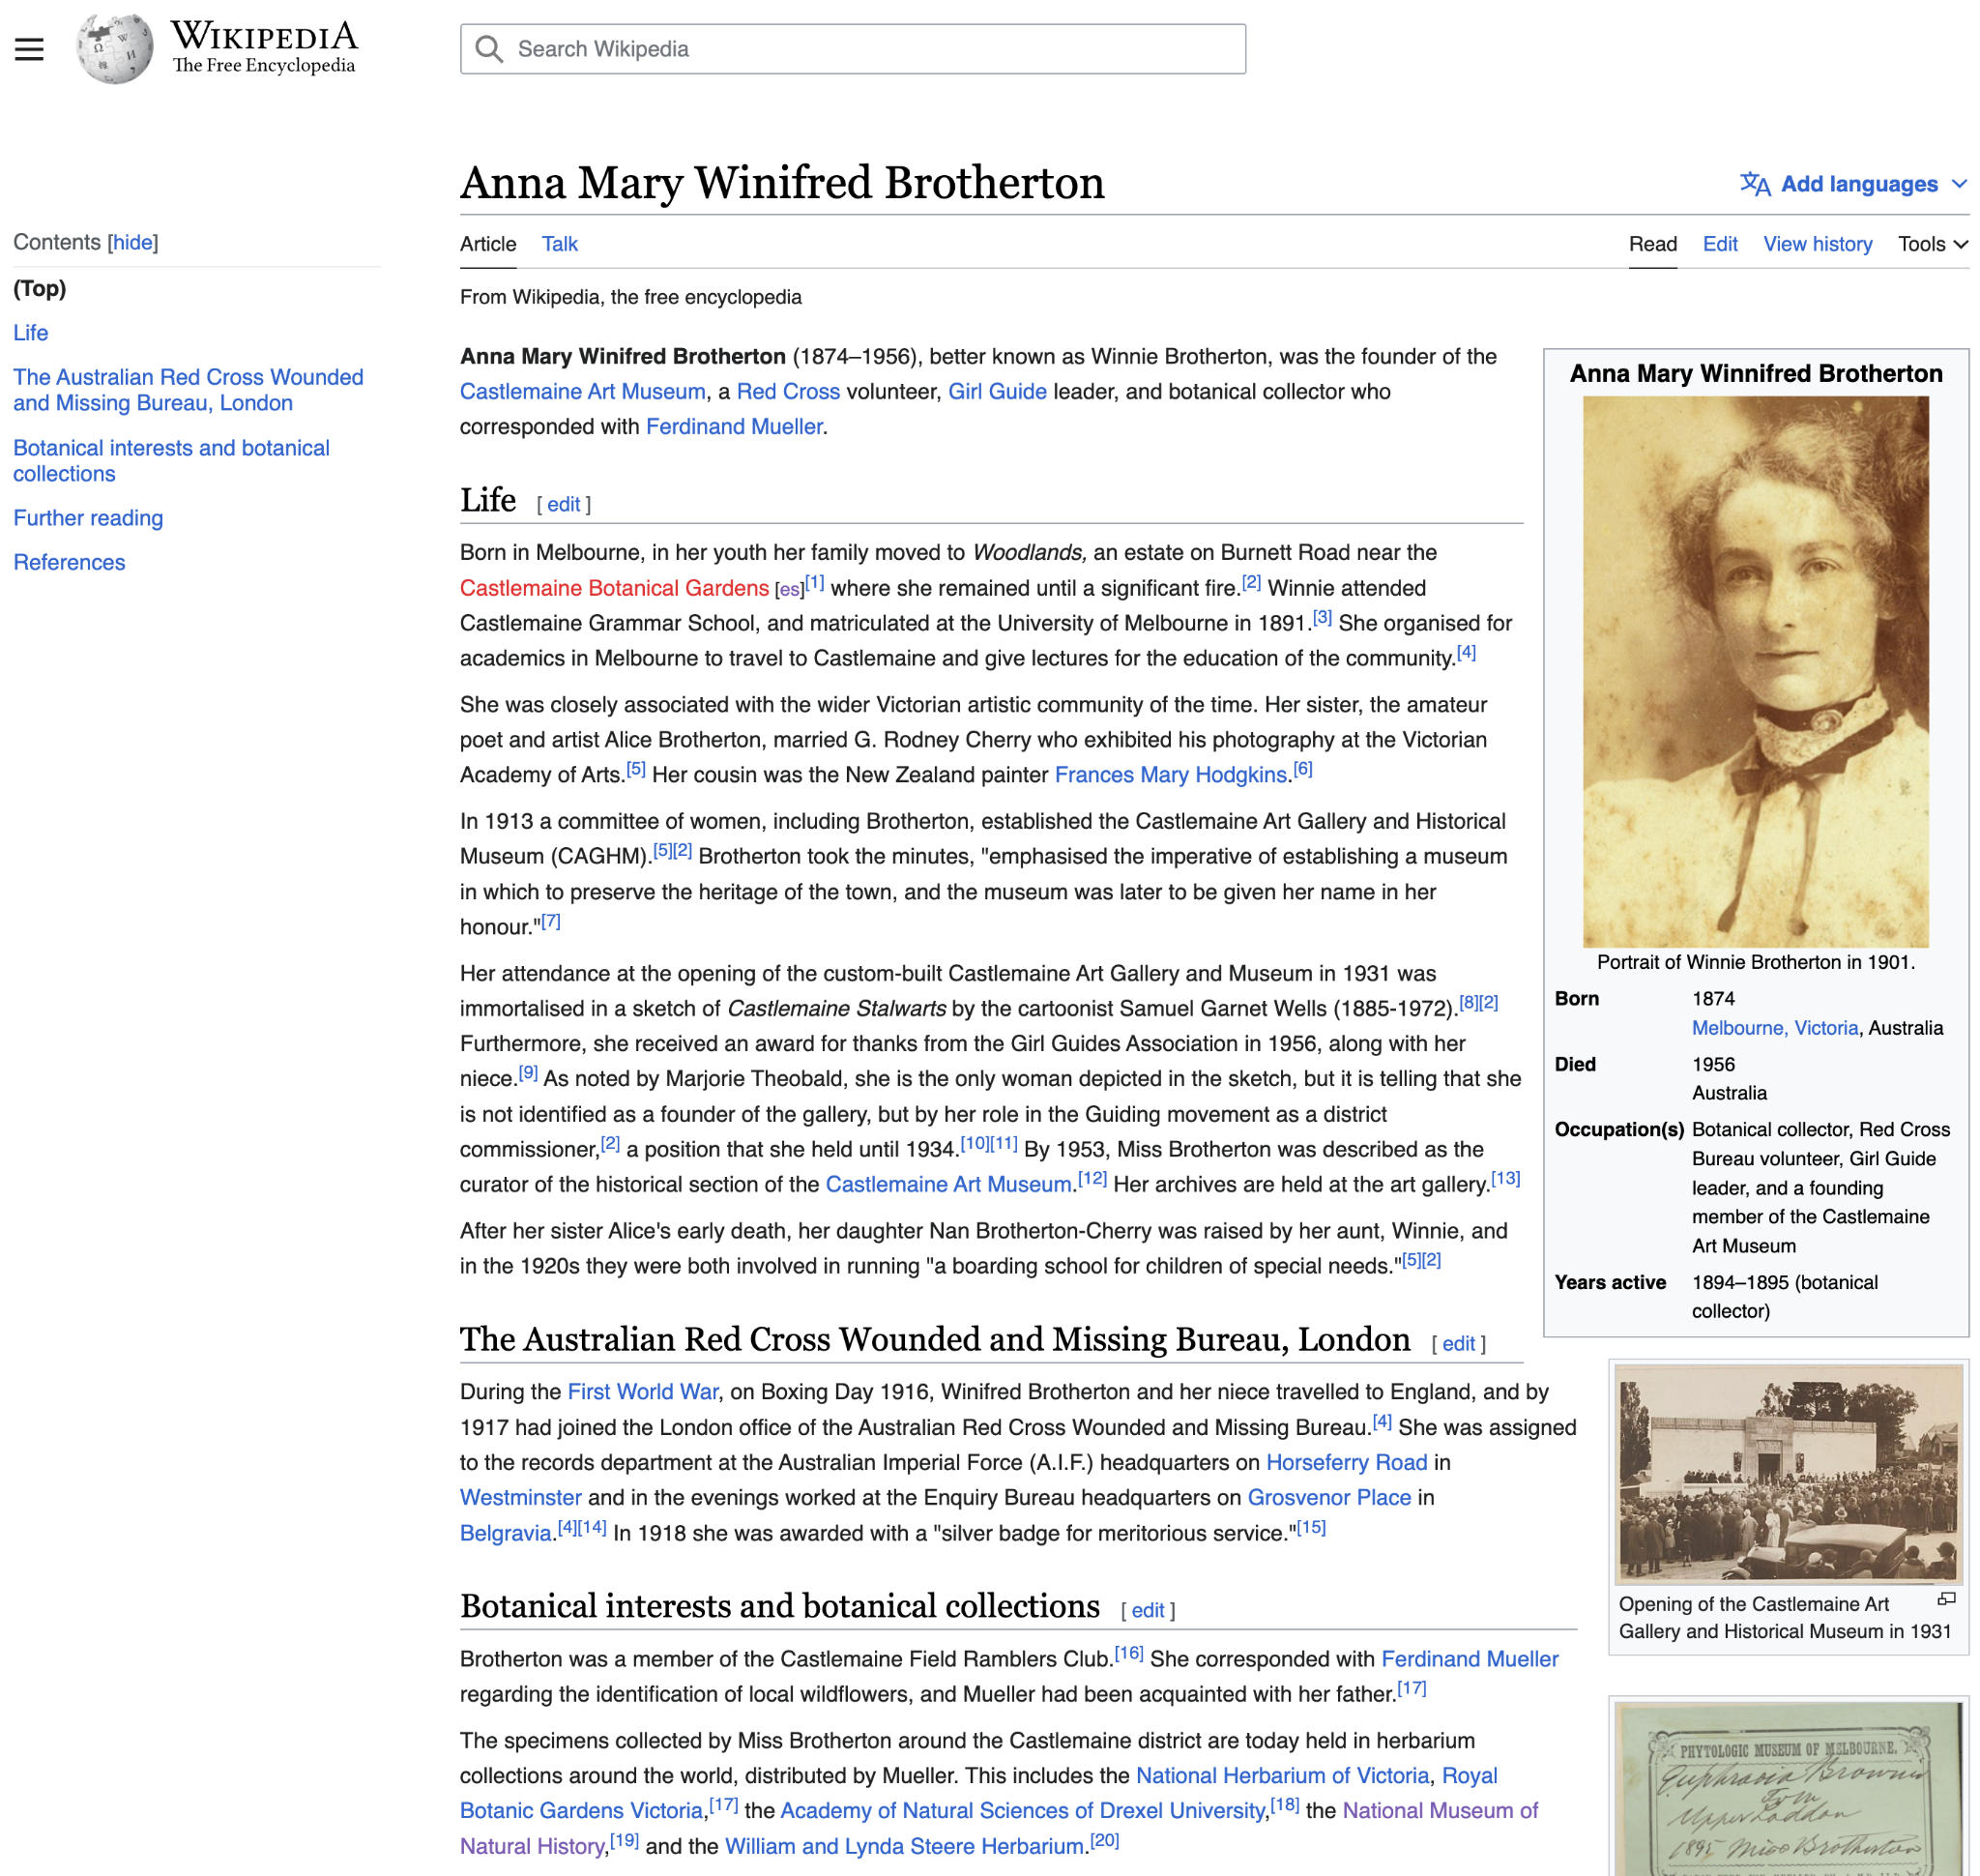 WIKIPEDIA
The Free Encyclopedia
Search Wikipedia
Anna Mary Winifred Brotherton
Add languages
Contents [hide]
(Top)
Life
The Australian Red Cross Wounded
and Missing Bureau, London
Botanical interests and botanical
collections
Further reading
References
Article Talk
Read Edit View history Tools
From Wikipedia, the free encyclopedia
Anna Mary Winifred Brotherton (1874–1956), better known as Winnie Brotherton, was the founder of the
Castlemaine Art Museum, a Red Cross volunteer, Girl Guide leader, and botanical collector who
corresponded with Ferdinand Mueller.
Life [ edit ]
Born in Melbourne, in her youth her family moved to Woodlands, an estate on Burnett Road near the
Castlemaine Botanical Gardens [es][1] where she remained until a significant fire.[2] Winnie attended
Castlemaine Grammar School, and matriculated at the University of Melbourne in 1891.[3] She organised for
academics in Melbourne to travel to Castlemaine and give lectures for the education of the community.[4]
She was closely associated with the wider Victorian artistic community of the time. Her sister, the amateur
poet and artist Alice Brotherton, married G. Rodney Cherry who exhibited his photography at the Victorian
Academy of Arts.[5] Her cousin was the New Zealand painter Frances Mary Hodgkins.[6]
In 1913 a committee of women, including Brotherton, established the Castlemaine Art Gallery and Historical
Museum (CAGHM).[5][2] Brotherton took the minutes, "emphasised the imperative of establishing a museum
in which to preserve the heritage of the town, and the museum was later to be given her name in her
honour."[7]
Her attendance at the opening of the custom-built Castlemaine Art Gallery and Museum in 1931 was
immortalised in a sketch of Castlemaine Stalwarts by the cartoonist Samuel Garnet Wells (1885-1972).[8][2]
Furthermore, she received an award for thanks from the Girl Guides Association in 1956, along with her
niece.[9] As noted by Marjorie Theobald, she is the only woman depicted in the sketch, but it is telling that she
is not identified as a founder of the gallery, but by her role in the Guiding movement as a district
commissioner,[2] a position that she held until 1934.[10][11] By 1953, Miss Brotherton was described as the
curator of the historical section of the Castlemaine Art Museum.[12] Her archives are held at the art gallery.[13]
After her sister Alice's early death, her daughter Nan Brotherton-Cherry was raised by her aunt, Winnie, and
in the 1920s they were both involved in running "a boarding school for children of special needs."[5][2]
The Australian Red Cross Wounded and Missing Bureau, London [ edit ]
During the First World War, on Boxing Day 1916, Winifred Brotherton and her niece travelled to England, and by
1917 had joined the London office of the Australian Red Cross Wounded and Missing Bureau.[4] She was assigned
to the records department at the Australian Imperial Force (A.I.F.) headquarters on Horseferry Road in
Westminster and in the evenings worked at the Enquiry Bureau headquarters on Grosvenor Place in
Belgravia.[4][14] In 1918 she was awarded with a "silver badge for meritorious service."[15]
Botanical interests and botanical collections [ edit ]
Brotherton was a member of the Castlemaine Field Ramblers Club.[16] She corresponded with Ferdinand Mueller
regarding the identification of local wildflowers, and Mueller had been acquainted with her father.[17]
The specimens collected by Miss Brotherton around the Castlemaine district are today held in herbarium
collections around the world, distributed by Mueller. This includes the National Herbarium of Victoria, Royal
Botanic Gardens Victoria,[17] the Academy of Natural Sciences of Drexel University,[18] the National Museum of
Natural History,[19] and the William and Lynda Steere Herbarium.[20]
Anna Mary Winnifred Brotherton
Portrait of Winnie Brotherton in 1901.
Born 1874
Melbourne, Victoria, Australia
Died 1956
Australia
Occupation(s) Botanical collector, Red Cross
Bureau volunteer, Girl Guide
leader, and a founding
member of the Castlemaine
Art Museum
Years active 1894–1895 (botanical
collector)
Opening of the Castlemaine Art
Gallery and Historical Museum in 1931
PHYTOLOGIC MUSEUM OF MELBOURNE.
Euphrasia Brownii
Upper Loddon
1895 Miss Brotherton